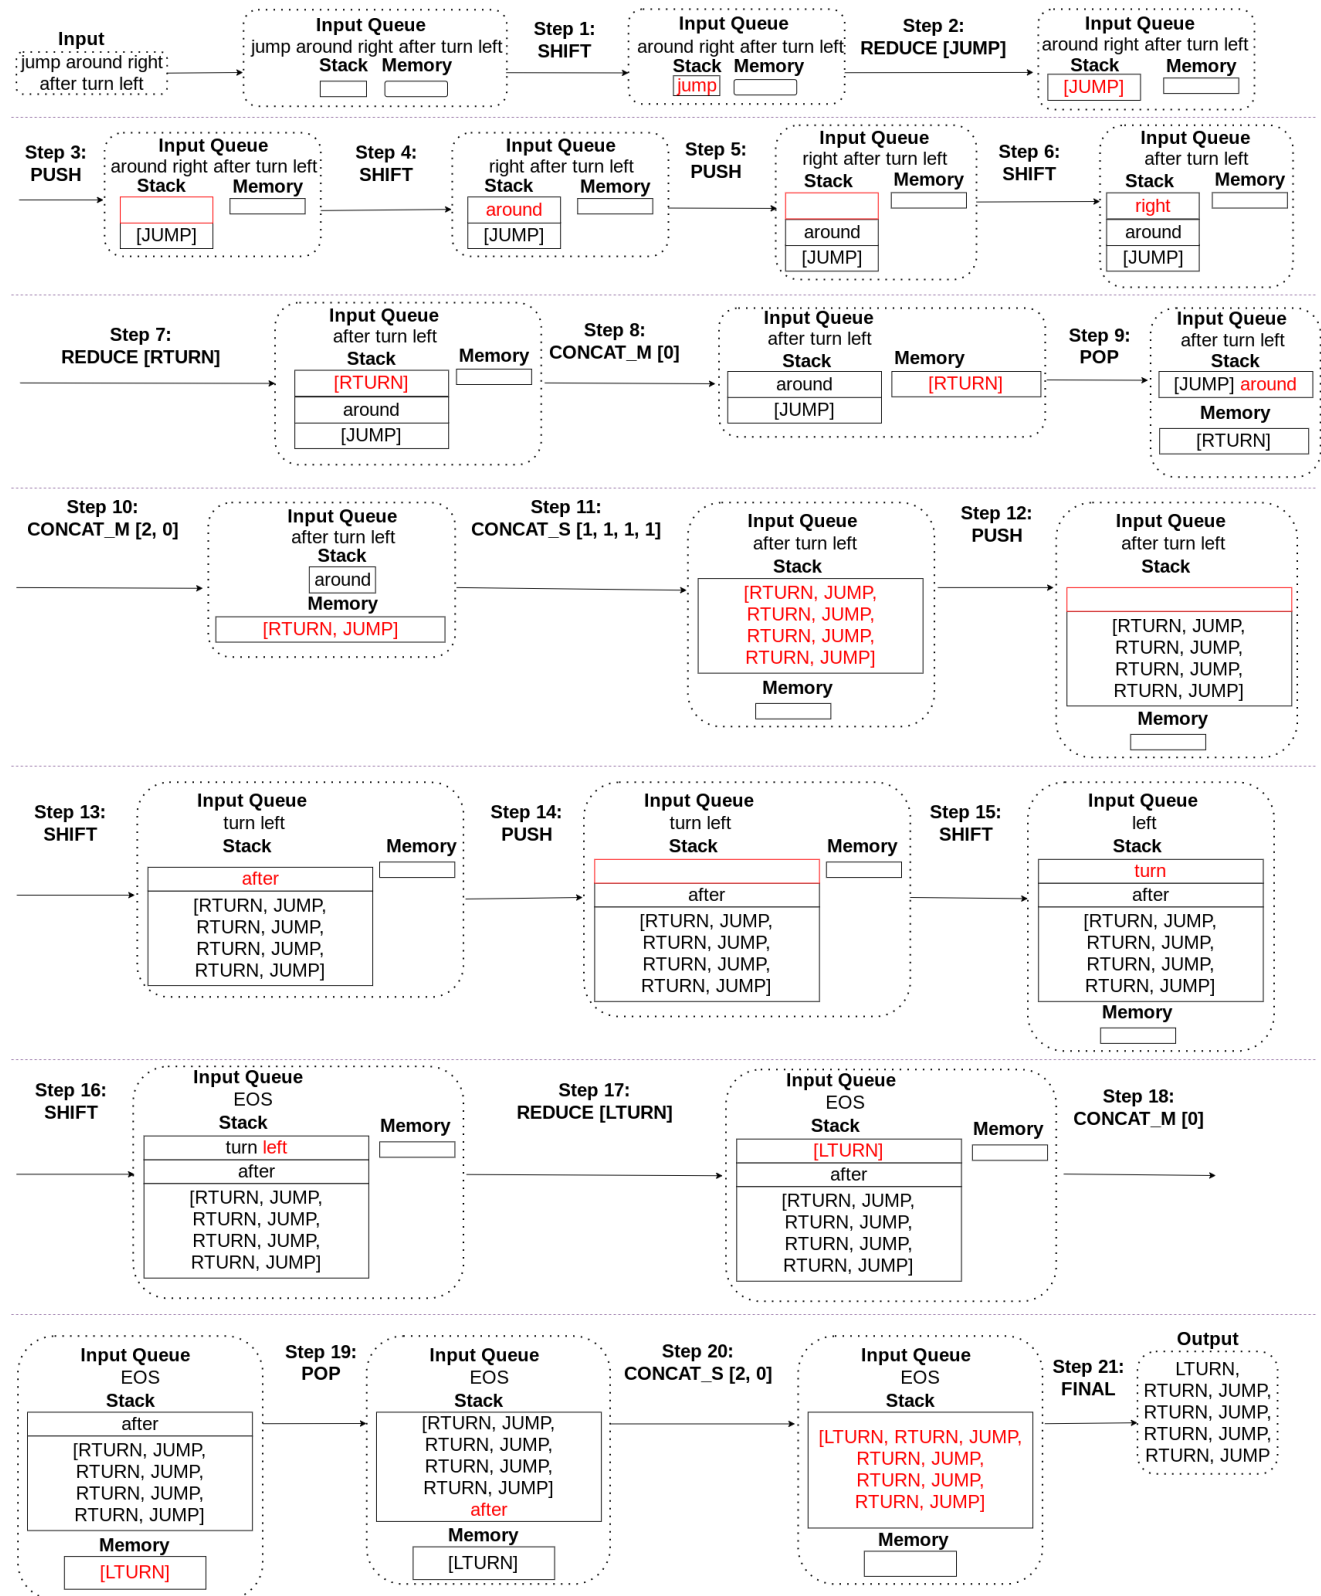 Input
jump around right
after turn left
Input Queue
jump around right after turn left
Stack Memory
Step 1:
SHIFT
Input Queue
around right after turn left
Stack Memory
jump
Step 2:
REDUCE [JUMP]
Input Queue
around right after turn left
Stack Memory
[JUMP]
Step 3:
PUSH
Input Queue
around right after turn left
Stack Memory
[JUMP]
Step 4:
SHIFT
Input Queue
right after turn left
Stack Memory
around
[JUMP]
Step 5:
PUSH
Input Queue
right after turn left
Stack Memory
around
[JUMP]
Step 6:
SHIFT
Input Queue
after turn left
Stack Memory
right
around
[JUMP]
Step 7:
REDUCE [RTURN]
Input Queue
after turn left
Stack Memory
[RTURN]
around
[JUMP]
Step 8:
CONCAT_M [0]
Input Queue
after turn left
Stack Memory
around [RTURN]
[JUMP]
Step 9:
POP
Input Queue
after turn left
Stack
[JUMP] around
Memory
[RTURN]
Step 10:
CONCAT_M [2, 0]
Input Queue
after turn left
Stack
around
Memory
[RTURN, JUMP]
Step 11:
CONCAT_S [1, 1, 1, 1]
Input Queue
after turn left
Stack
[RTURN, JUMP,
RTURN, JUMP,
RTURN, JUMP,
RTURN, JUMP]
Memory
Step 12:
PUSH
Input Queue
after turn left
Stack
[RTURN, JUMP,
RTURN, JUMP,
RTURN, JUMP,
RTURN, JUMP]
Memory
Step 13:
SHIFT
Input Queue
turn left
Stack Memory
after
[RTURN, JUMP,
RTURN, JUMP,
RTURN, JUMP,
RTURN, JUMP]
Step 14:
PUSH
Input Queue
turn left
Stack Memory
after
[RTURN, JUMP,
RTURN, JUMP,
RTURN, JUMP,
RTURN, JUMP]
Step 15:
SHIFT
Input Queue
left
Stack
turn
after
[RTURN, JUMP,
RTURN, JUMP,
RTURN, JUMP,
RTURN, JUMP]
Memory
Step 16:
SHIFT
Input Queue
EOS
Stack Memory
turn left
after
[RTURN, JUMP,
RTURN, JUMP,
RTURN, JUMP,
RTURN, JUMP]
Step 17:
REDUCE [LTURN]
Input Queue
EOS
Stack Memory
[LTURN]
after
[RTURN, JUMP,
RTURN, JUMP,
RTURN, JUMP,
RTURN, JUMP]
Step 18:
CONCAT_M [0]
Input Queue
EOS
Stack
after
[RTURN, JUMP,
RTURN, JUMP,
RTURN, JUMP,
RTURN, JUMP]
Memory
[LTURN]
Step 19:
POP
Input Queue
EOS
Stack
[RTURN, JUMP,
RTURN, JUMP,
RTURN, JUMP,
RTURN, JUMP]
after
Memory
[LTURN]
Step 20:
CONCAT_S [2, 0]
Input Queue
EOS
Stack
[LTURN, RTURN, JUMP,
RTURN, JUMP,
RTURN, JUMP,
RTURN, JUMP]
Memory
Step 21:
FINAL
Output
LTURN,
RTURN, JUMP,
RTURN, JUMP,
RTURN, JUMP,
RTURN, JUMP